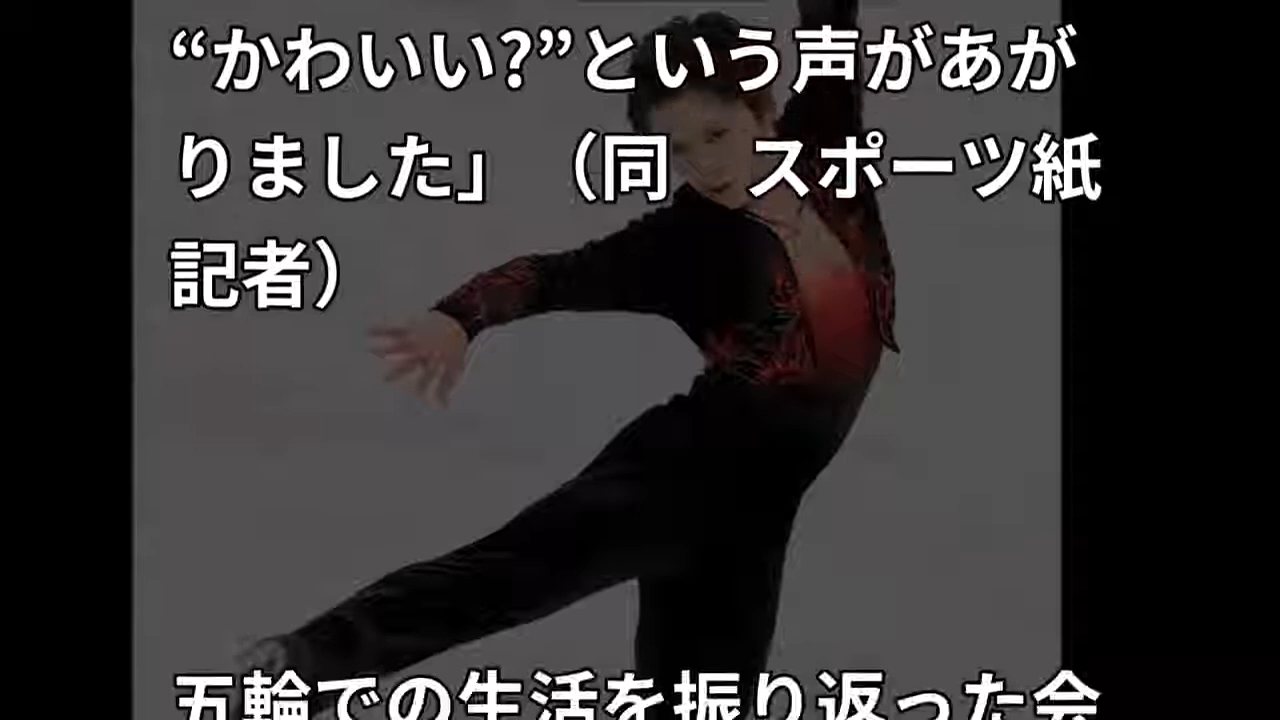 “かわいい?”という声があが
りました」（同　スポーツ紙
記者）
五輪での生活を振り返った会